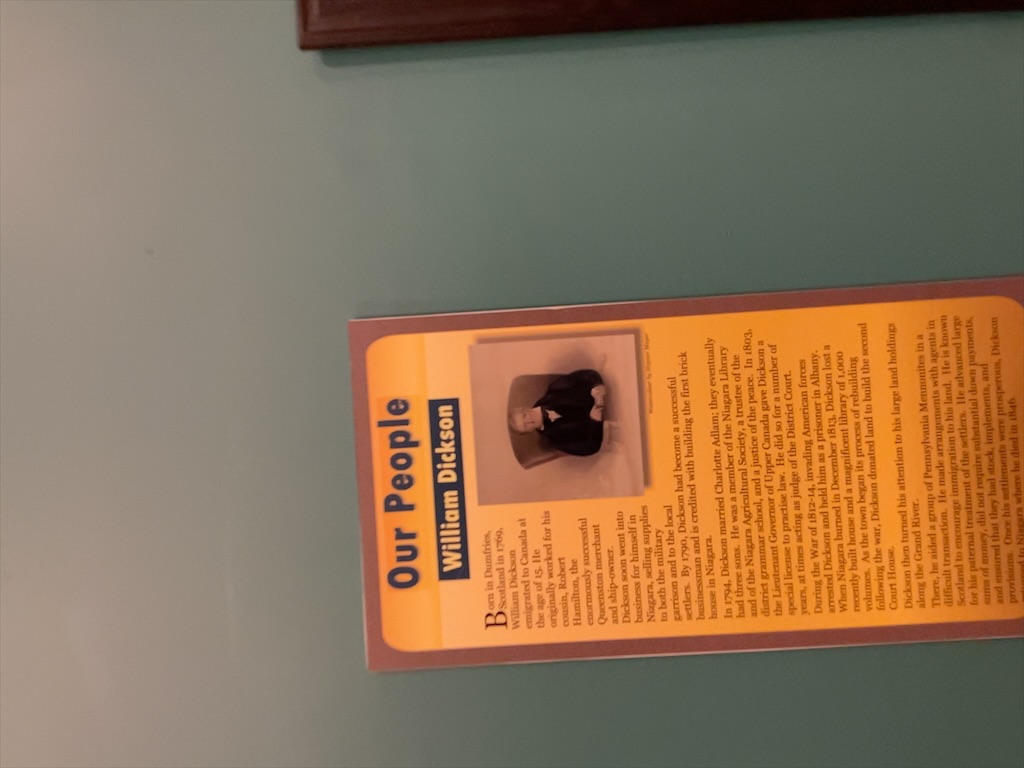 Our People
William Dickson
Born in Dumfries,
Scotland in 1769,
William Dickson
emigrated to Canada at
the age of 15. He
originally worked for his
cousin, Robert
Hamilton, the
enormously successful
Queenston merchant
and ship-owner.
Dickson soon went into
business for himself in
Niagara, selling supplies
to both the military
garrison and to the local
settlers. By 1790, Dickson had become a successful
businessman and is credited with building the first brick
house in Niagara.
In 1794, Dickson married Charlotte Adlam; they eventually
had three sons. He was a member of the Niagara Library
and of the Niagara Agricultural Society, a trustee of the
district grammar school, and a justice of the peace. In 1803,
the Lieutenant Governor of Upper Canada gave Dickson a
special license to practise law. He did so for a number of
years, at times acting as judge of the District Court.
During the War of 1812-14, invading American forces
arrested Dickson and held him as a prisoner in Albany.
When Niagara burned in December 1813, Dickson lost a
recently built house and a magnificent library of 1,000
volumes. As the town began its process of rebuilding
following the war, Dickson donated land to build the second
Court House.
Dickson then turned his attention to his large land holdings
along the Grand River.
There, he aided a group of Pennsylvania Mennonites in a
difficult transaction. He made arrangements with agents in
Scotland to encourage immigration to his land. He is known
for his paternal treatment of the settlers. He advanced large
sums of money, did not require substantial down payments,
and ensured that they had stock, implements, and
provisions. Once his settlements were prosperous, Dickson
Niagara where he died in 1846.